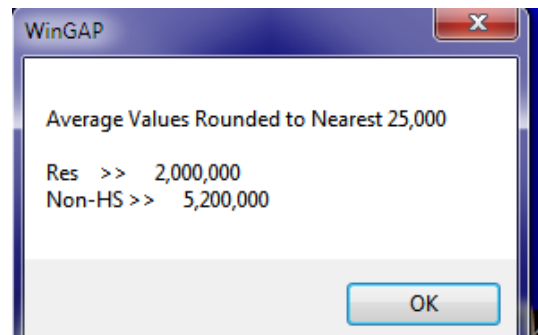 WinGAP
Average Values Rounded to Nearest 25,000
Res >> 2,000,000
Non-HS >> 5,200,000
OK